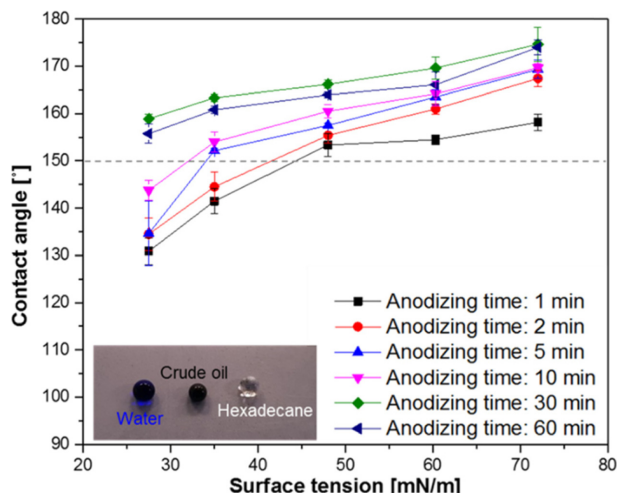 Contact angle [°]
180
170
160
150
140
130
120
110
100
90
Anodizing time: 1 min
Anodizing time: 2 min
Anodizing time: 5 min
Anodizing time: 10 min
Anodizing time: 30 min
Anodizing time: 60 min
Crude oil
Water
Hexadecane
20 30 40 50 60 70 80
Surface tension [mN/m]